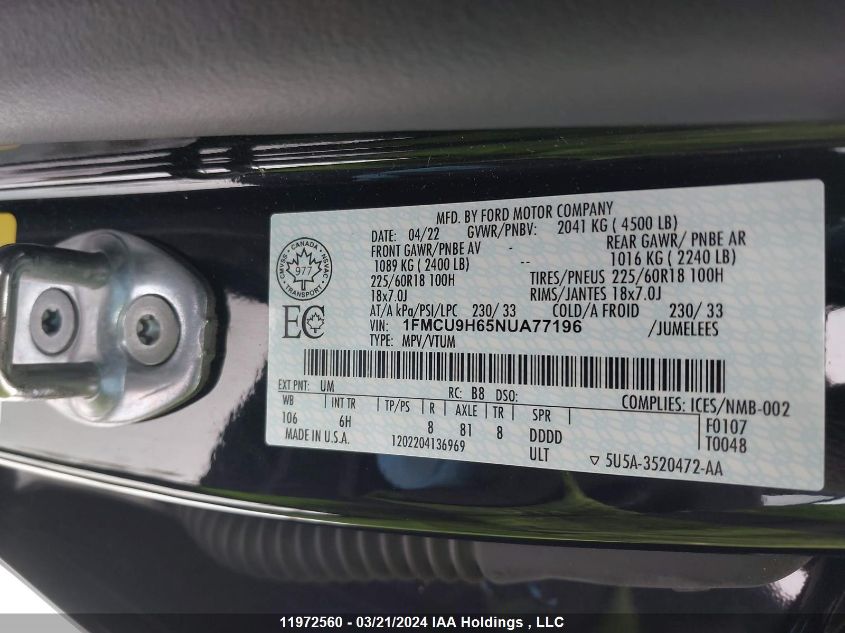 MFD. BY FORD MOTOR COMPANY
DATE: 04/22 GVWR/PNBV: 2041 KG ( 4500 LB)
FRONT GAWR/PNBE AV - REAR GAWR/ PNBE AR
1089 KG ( 2400 LB) -- 1016 KG ( 2240 LB)
225/60R18 100H TIRES/PNEUS 225/60R18 100H
18x7.0J RIMS/JANTES 18x7.0J
AT/A kPa/PSI/LPC 230/ 33 COLD/A FROID 230/ 33
VIN: 1FMCU9H65NUA77196 /JUMELEES
TYPE: MPV/VTUM
CANADA
CMVSS NSVAC
977
TRANSPORT
EC
EXT PNT: UM RC: B8 DSO: COMPLIES: ICES/NMB-002
WB INT TR TP/PS R AXLE TR SPR F0107
106 6H 8 81 8 DDDD T0048
MADE IN U.S.A. 1202204136969 ULT ▽ 5U5A-3520472-AA
11972560 - 03/21/2024 IAA Holdings , LLC